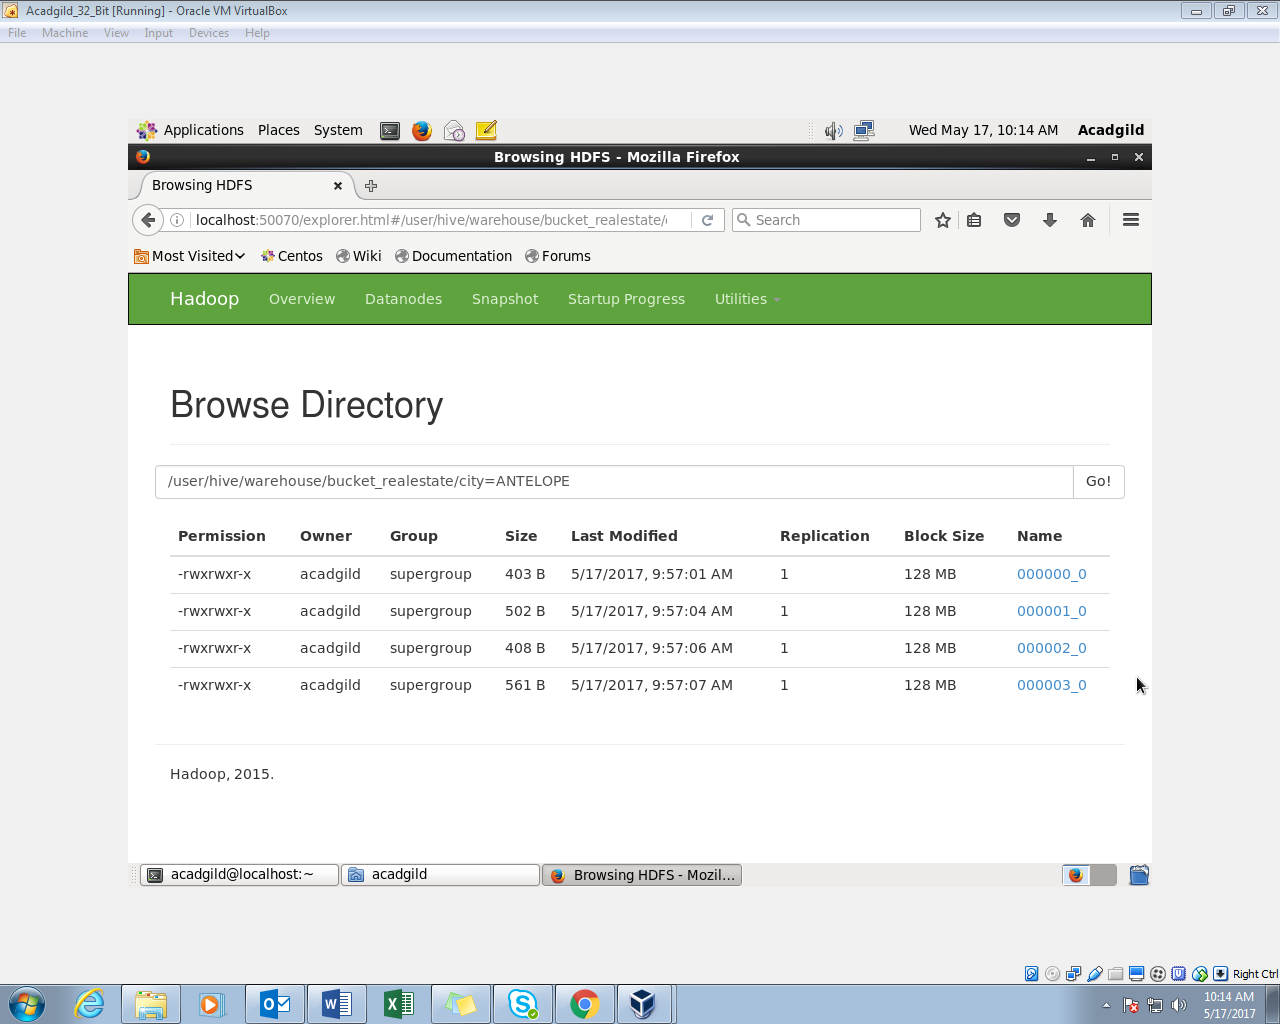 Acadgild_32_Bit [Running] - Oracle VM VirtualBox
File Machine View Input Devices Help
Applications Places System Wed May 17, 10:14 AM Acadgild
Browsing HDFS - Mozilla Firefox
Browsing HDFS
localhost:50070/explorer.html#/user/hive/warehouse/bucket_realestate/ Search
Most Visited Centos Wiki Documentation Forums
Hadoop Overview Datanodes Snapshot Startup Progress Utilities
Browse Directory
/user/hive/warehouse/bucket_realestate/city=ANTELOPE Go!
Permission Owner Group Size Last Modified Replication Block Size Name
-rwxrwxr-x acadgild supergroup 403 B 5/17/2017, 9:57:01 AM 1 128 MB 000000_0
-rwxrwxr-x acadgild supergroup 502 B 5/17/2017, 9:57:04 AM 1 128 MB 000001_0
-rwxrwxr-x acadgild supergroup 408 B 5/17/2017, 9:57:06 AM 1 128 MB 000002_0
-rwxrwxr-x acadgild supergroup 561 B 5/17/2017, 9:57:07 AM 1 128 MB 000003_0
Hadoop, 2015.
acadgild@localhost:~ acadgild Browsing HDFS - Mozil...
Right Ctrl
10:14 AM
5/17/2017